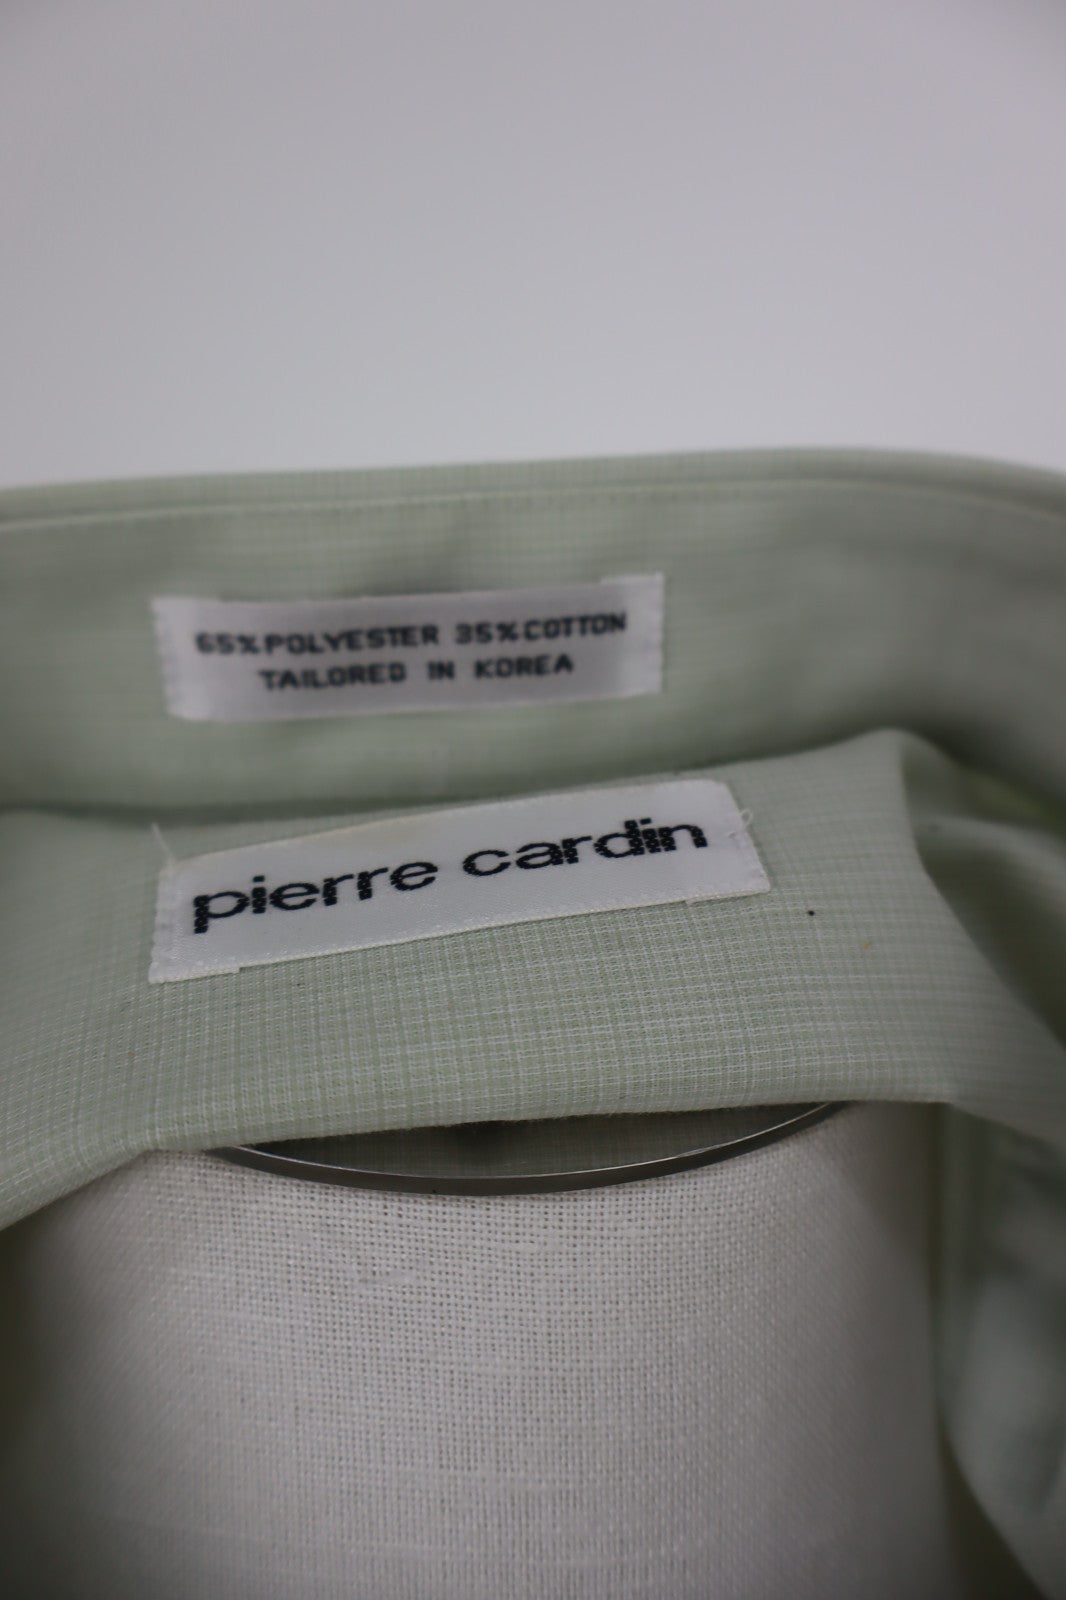 65% POLYESTER 35% COTTON
TAILORED IN KOREA
pierre cardin